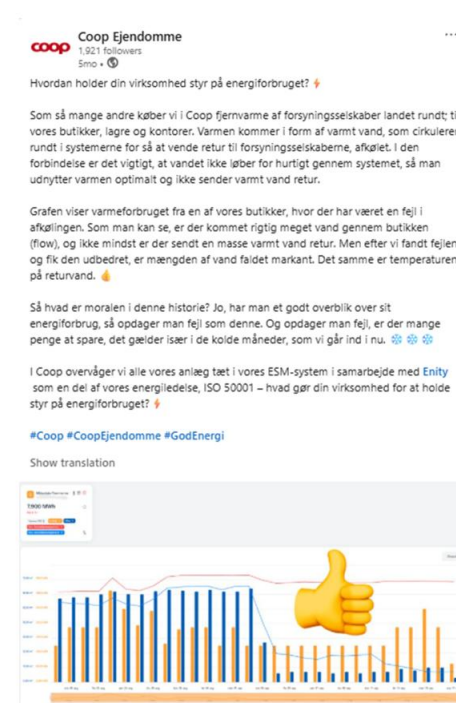 coop
Coop Ejendomme
1,921 followers
5mo •
Hvordan holder din virksomhed styr på energiforbruget?
Som så mange andre køber vi i Coop fjernvarme af forsyningsselskaber landet rundt; ti
vores butikker, lagre og kontorer. Varmen kommer i form af varmt vand, som cirkulerer
rundt i systemerne for så at vende retur til forsyningsselskaberne, afkølet. I den
forbindelse er det vigtigt, at vandet ikke løber for hurtigt gennem systemet, så man
udnytter varmen optimalt og ikke sender varmt vand retur.
Grafen viser varmeforbruget fra en af vores butikker, hvor der har været en fejl i
afkølingen. Som man kan se, er der kommet rigtig meget vand gennem butikken
(flow), og ikke mindst er der sendt en masse varmt vand retur. Men efter vi fandt fejlen
og fik den udbedret, er mængden af vand faldet markant. Det samme er temperaturen
på returvand.
Så hvad er moralen i denne historie? Jo, har man et godt overblik over sit
energiforbrug, så opdager man fejl som denne. Og opdager man fejl, er der mange
penge at spare, det gælder især i de kolde måneder, som vi går ind i nu.
I Coop overvåger vi alle vores anlæg tæt i vores ESM-system i samarbejde med Enity
som en del af vores energiledelse, ISO 50001 – hvad gør din virksomhed for at holde
styr på energiforbruget?
#Coop #CoopEjendomme #GodEnergi
Show translation